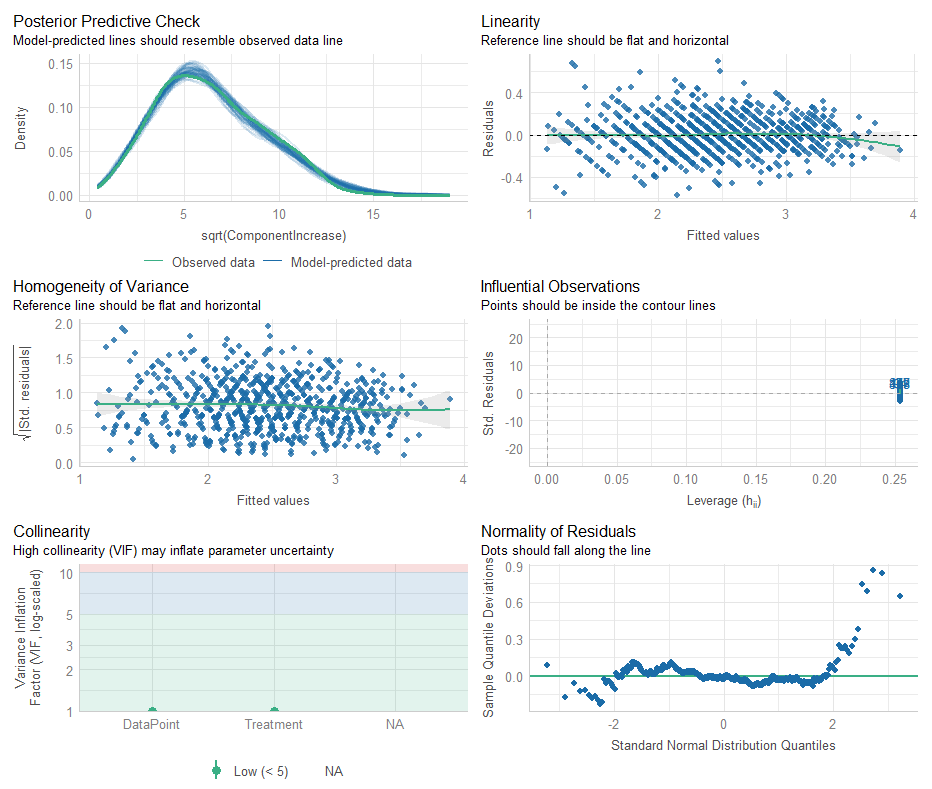 Posterior Predictive Check
Model-predicted lines should resemble observed data line
Density
0.15
0.10
0.05
0.00
0
5
10
15
sqrt(ComponentIncrease)
Observed data
Model-predicted data
Linearity
Reference line should be flat and horizontal
Residuals
0.4
0.0
-0.4
1
2
3
4
Fitted values
Homogeneity of Variance
Reference line should be flat and horizontal
√|Std. residuals|
2.0
1.5
1.0
0.5
0.0
1
2
3
4
Fitted values
Influential Observations
Points should be inside the contour lines
Std. Residuals
20
10
0
-10
-20
0.00
0.05
0.10
0.15
0.20
0.25
Leverage (hii)
Collinearity
High collinearity (VIF) may inflate parameter uncertainty
Variance Inflation
Factor (VIF, log-scaled)
10
5
3
2
1
DataPoint
Treatment
NA
Low (< 5)
NA
Normality of Residuals
Dots should fall along the line
Sample Quantile Deviations
0.9
0.6
0.3
0.0
-2
0
2
Standard Normal Distribution Quantiles